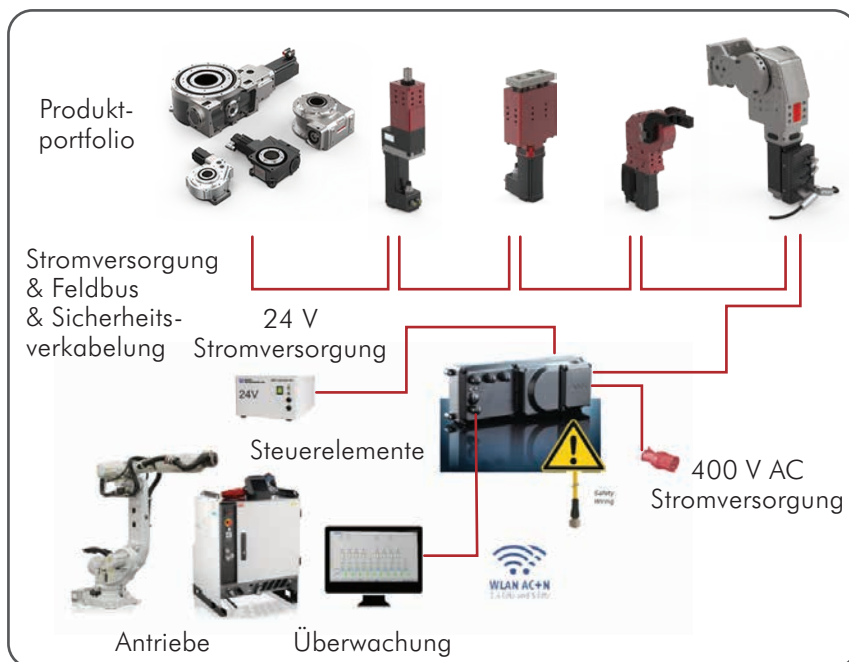 Produkt-
portfolio
Stromversorgung
& Feldbus
& Sicherheits-
verkabelung
24 V
Stromversorgung
24V
Steuerelemente
Safety
Wiring
400 V AC
Stromversorgung
WLAN AC+N
Antriebe
Überwachung